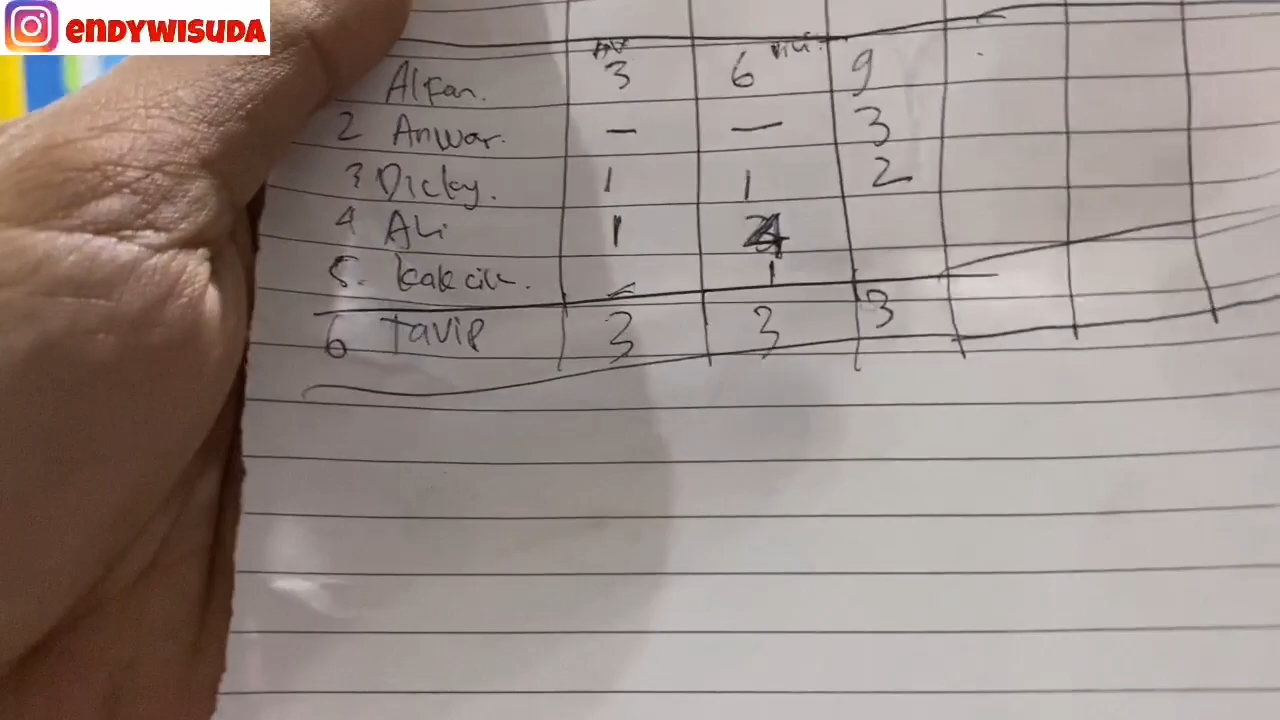 ENDYWISUDA
Alfan. 3 6 9
2 Anwar. — — 3
3 Dicky. 1 1 2
4 Ali 1
5. 1
6 Tavip 3 3 3